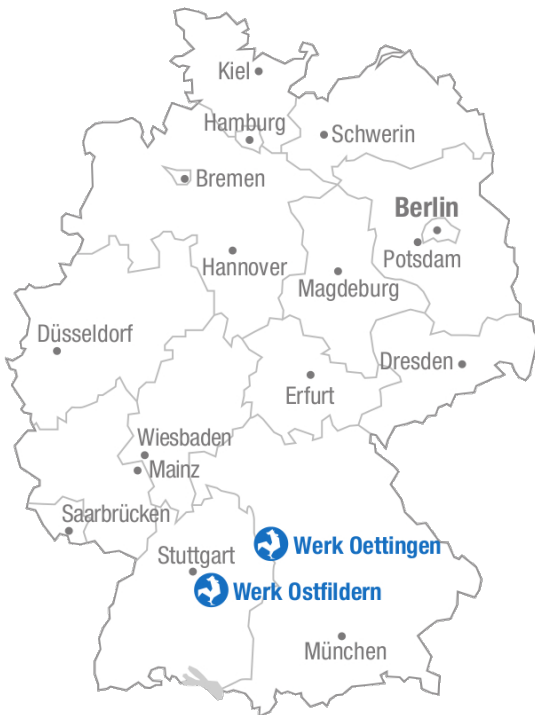 Kiel
Hamburg
Schwerin
Bremen
Berlin
Hannover
Potsdam
Magdeburg
Düsseldorf
Dresden
Erfurt
Wiesbaden
Mainz
Saarbrücken
Werk Oettingen
Stuttgart
Werk Ostfildern
München